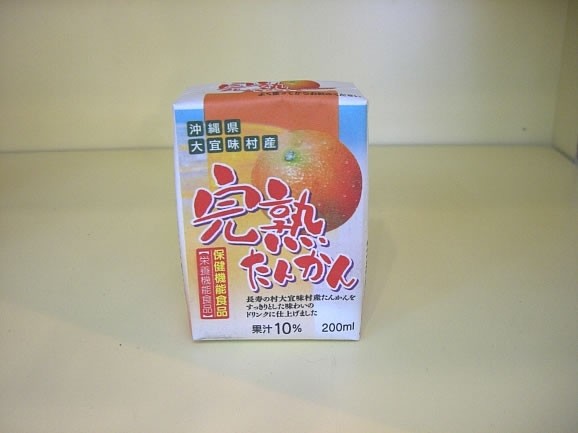 完熟
沖縄県
大宜味村産
完熟
たんかん
保健機能食品
【栄養機能食品】
長寿の村大宜味村産たんかんを
すっきりとした味わいの
ドリンクに仕上げました
果汁10% 200ml